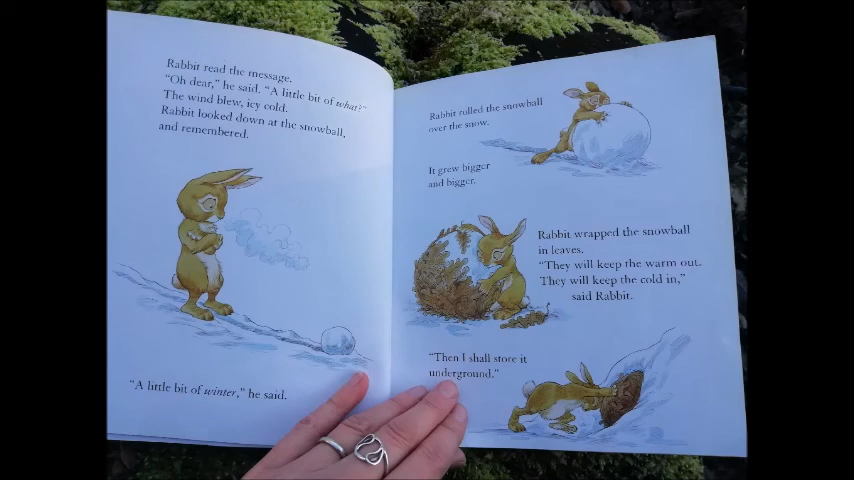 Rabbit read the message.
"Oh dear," he said. "A little bit of what?"
The wind blew, icy cold.
Rabbit looked down at the snowball,
and remembered.
"A little bit of winter," he said.
Rabbit rolled the snowball
over the snow.
It grew bigger
and bigger.
Rabbit wrapped the snowball
in leaves.
"They will keep the warm out.
They will keep the cold in,"
said Rabbit.
"Then I shall store it
underground."